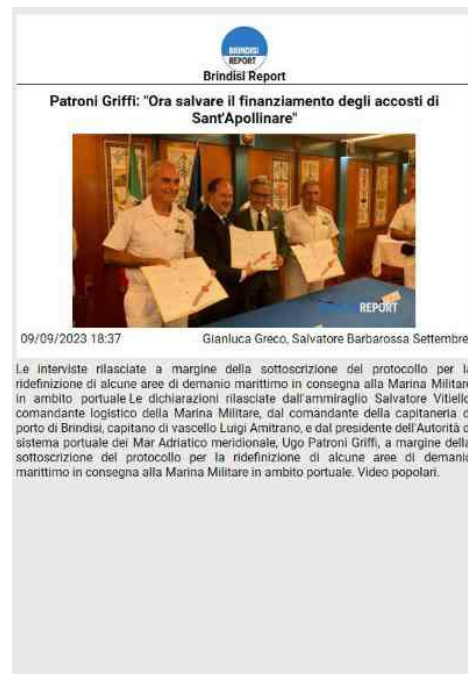 BRINDISI
REPORT
Brindisi Report
Patroni Griffi: "Ora salvare il finanziamento degli accosti di
Sant'Apollinare"
REPORT
09/09/2023 18:37 Gianluca Greco, Salvatore Barbarossa Settembre
Le interviste rilasciate a margine della sottoscrizione del protocollo per la
ridefinizione di alcune aree di demanio marittimo in consegna alla Marina Militare
in ambito portuale Le dichiarazioni rilasciate dall'ammiraglio Salvatore Vitiello
comandante logistico della Marina Militare, dal comandante della capitaneria d
porto di Brindisi, capitano di vascello Luigi Amitrano, e dal presidente dell'Autorità d
sistema portuale del Mar Adriatico meridionale, Ugo Patroni Griffi, a margine della
sottoscrizione del protocollo per la ridefinizione di alcune aree di demanio
marittimo in consegna alla Marina Militare in ambito portuale. Video popolari.